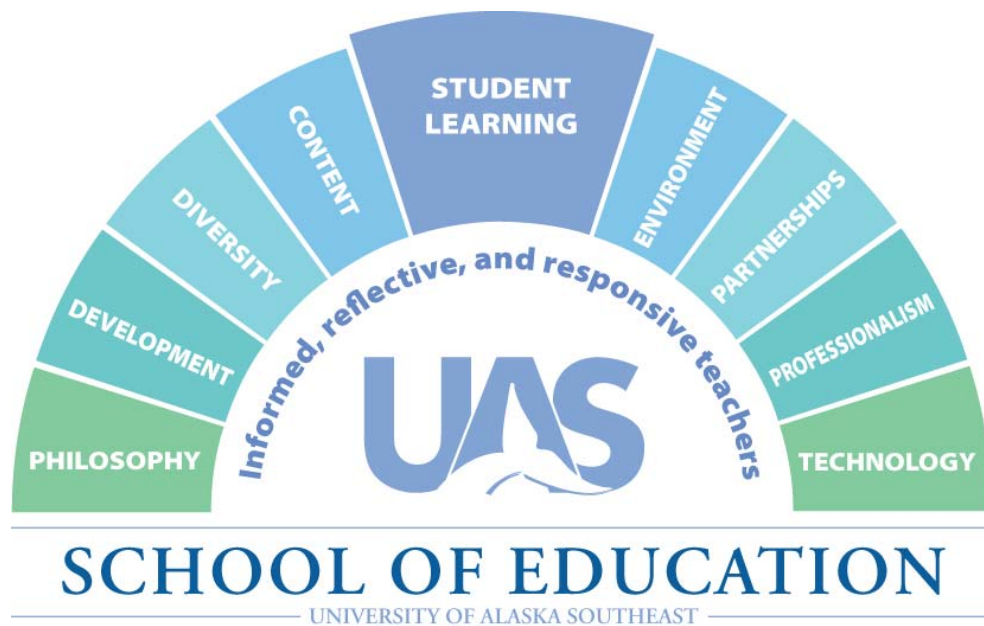 STUDENT
LEARNING
CONTENT
ENVIRONMENT
DIVERSITY
PARTNERSHIPS
DEVELOPMENT
PROFESSIONALISM
PHILOSOPHY
TECHNOLOGY
Informed, reflective, and responsive teachers
UAS
SCHOOL OF EDUCATION
UNIVERSITY OF ALASKA SOUTHEAST